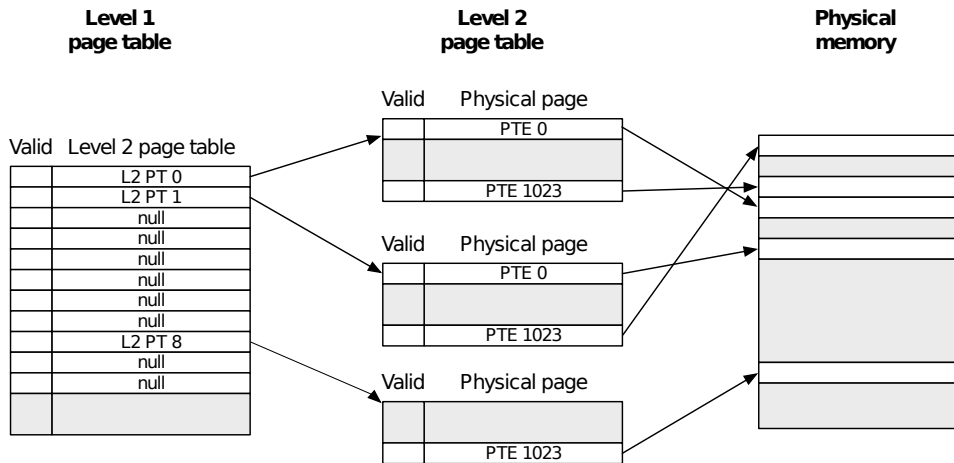 Level 1
page table
Level 2
page table
Physical
memory
Valid Level 2 page table
L2 PT 0
L2 PT 1
null
null
null
null
null
null
L2 PT 8
null
null
Valid Physical page
PTE 0
PTE 1023
Valid Physical page
PTE 0
PTE 1023
Valid Physical page
PTE 1023